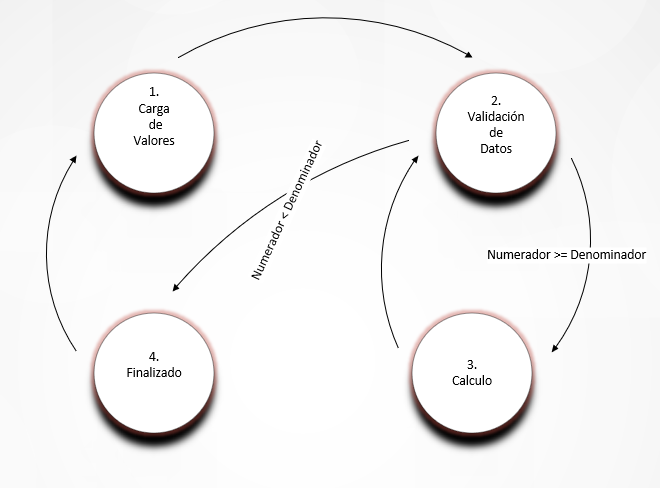 1.
Carga
de
Valores
2.
Validación
de
Datos
Numerador < Denominador
Numerador >= Denominador
4.
Finalizado
3.
Calculo